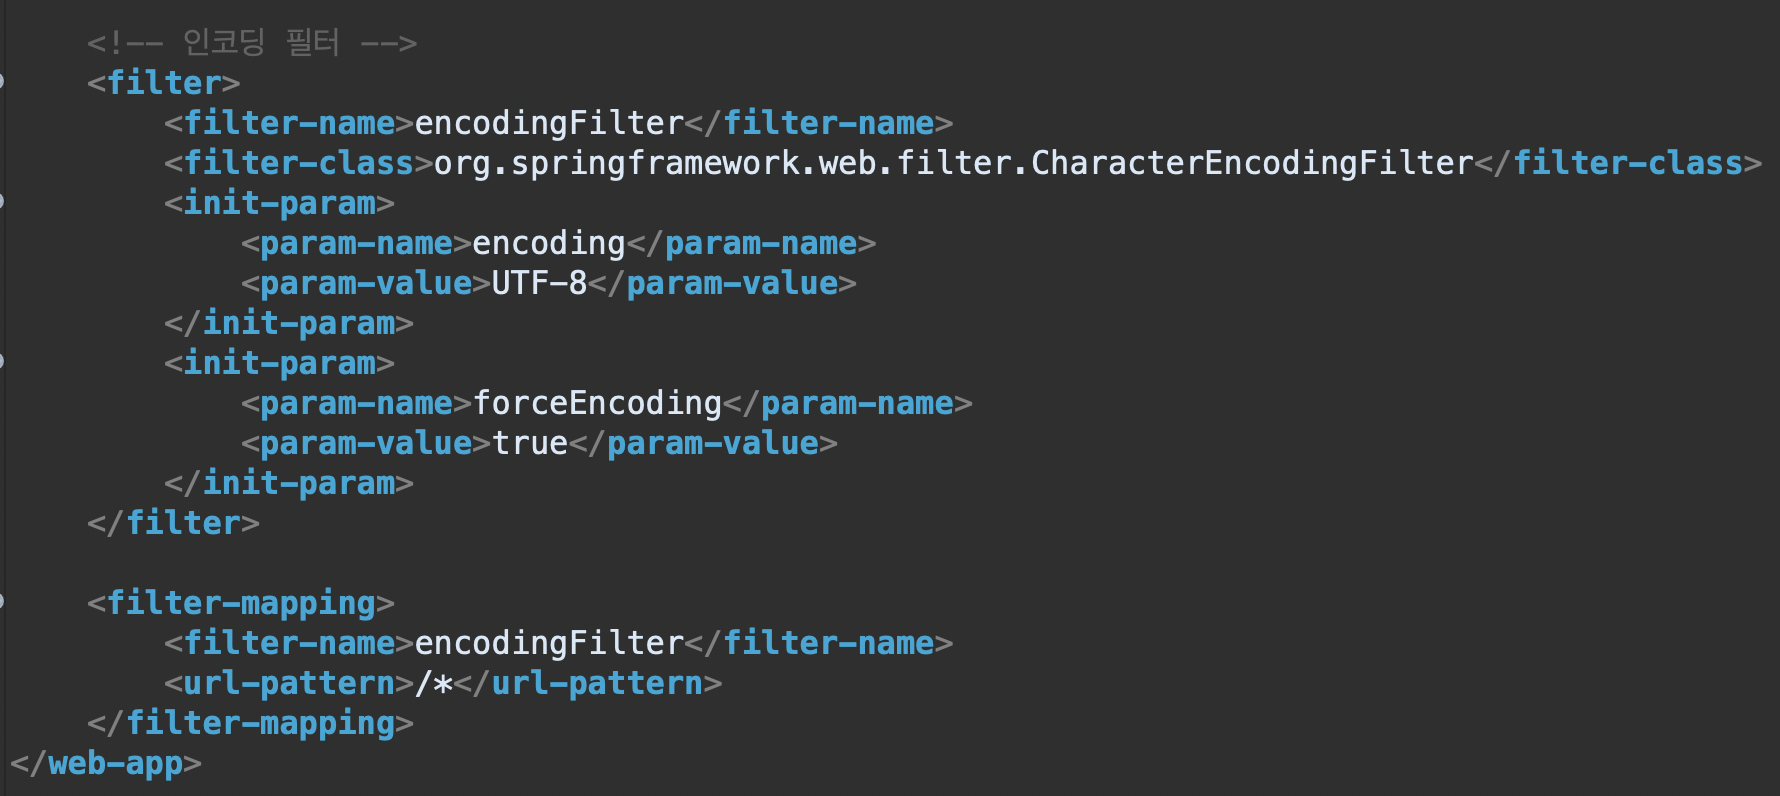 <!-- 인코딩 필터 -->
<filter>
<filter-name>encodingFilter</filter-name>
<filter-class>org.springframework.web.filter.CharacterEncodingFilter</filter-class>
<init-param>
<param-name>encoding</param-name>
<param-value>UTF-8</param-value>
</init-param>
<init-param>
<param-name>forceEncoding</param-name>
<param-value>true</param-value>
</init-param>
</filter>
<filter-mapping>
<filter-name>encodingFilter</filter-name>
<url-pattern>/*</url-pattern>
</filter-mapping>
</web-app>